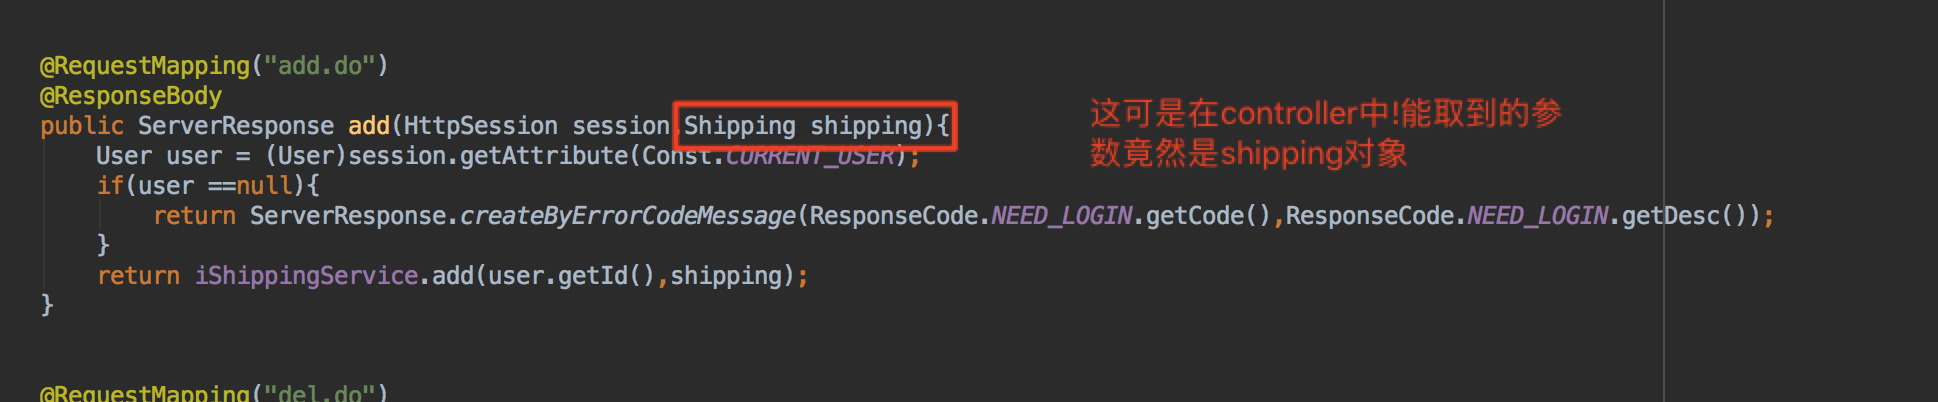 @RequestMapping("add.do")
@ResponseBody
public ServerResponse add(HttpSession session,Shipping shipping){
这可是在controller中!能取到的参
数竟然是shipping对象
User user = (User)session.getAttribute(Const.CURRENT_USER);
if(user ==null){
return ServerResponse.createByErrorCodeMessage(ResponseCode.NEED_LOGIN.getCode(),ResponseCode.NEED_LOGIN.getDesc());
}
return iShippingService.add(user.getId(),shipping);
}
@RequestMapping("del.do")